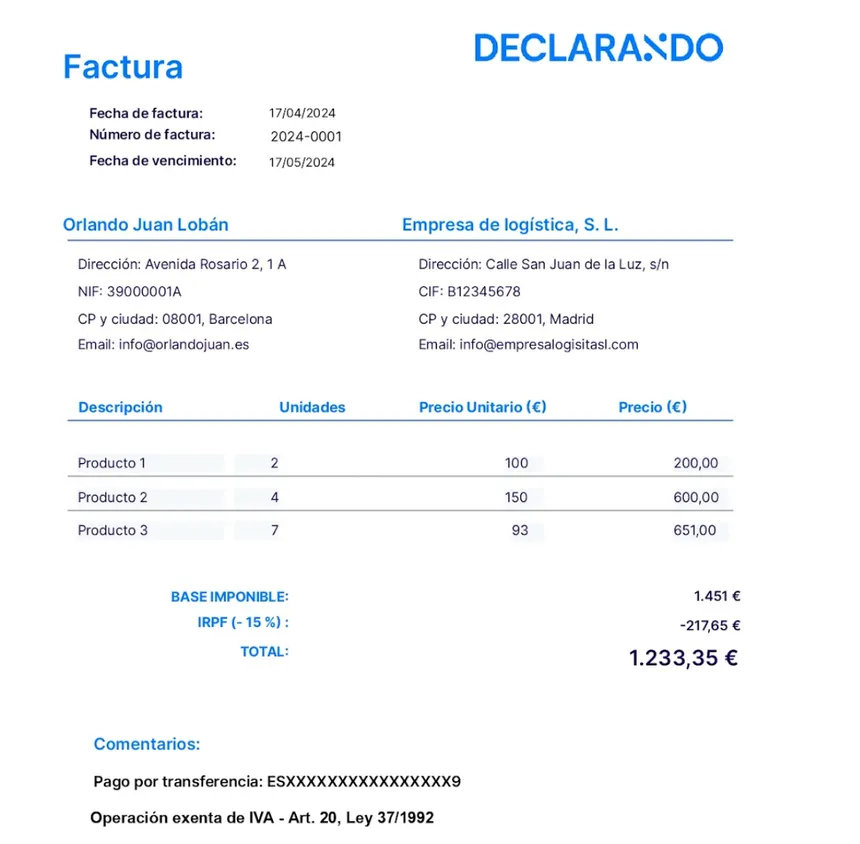 DECLARANDO
Factura
Fecha de factura: 17/04/2024
Número de factura: 2024-0001
Fecha de vencimiento: 17/05/2024
Orlando Juan Lobán Empresa de logística, S. L.
Dirección: Avenida Rosario 2, 1 A Dirección: Calle San Juan de la Luz, s/n
NIF: 39000001A CIF: B12345678
CP y ciudad: 08001, Barcelona CP y ciudad: 28001, Madrid
Email: info@orlandojuan.es Email: info@empresalogisitasl.com
Descripción Unidades Precio Unitario (€) Precio (€)
Producto 1 2 100 200,00
Producto 2 4 150 600,00
Producto 3 7 93 651,00
BASE IMPONIBLE: 1.451 €
IRPF (- 15 %) : -217,65 €
TOTAL: 1.233,35 €
Comentarios:
Pago por transferencia: ESXXXXXXXXXXXXXXXX9
Operación exenta de IVA - Art. 20, Ley 37/1992